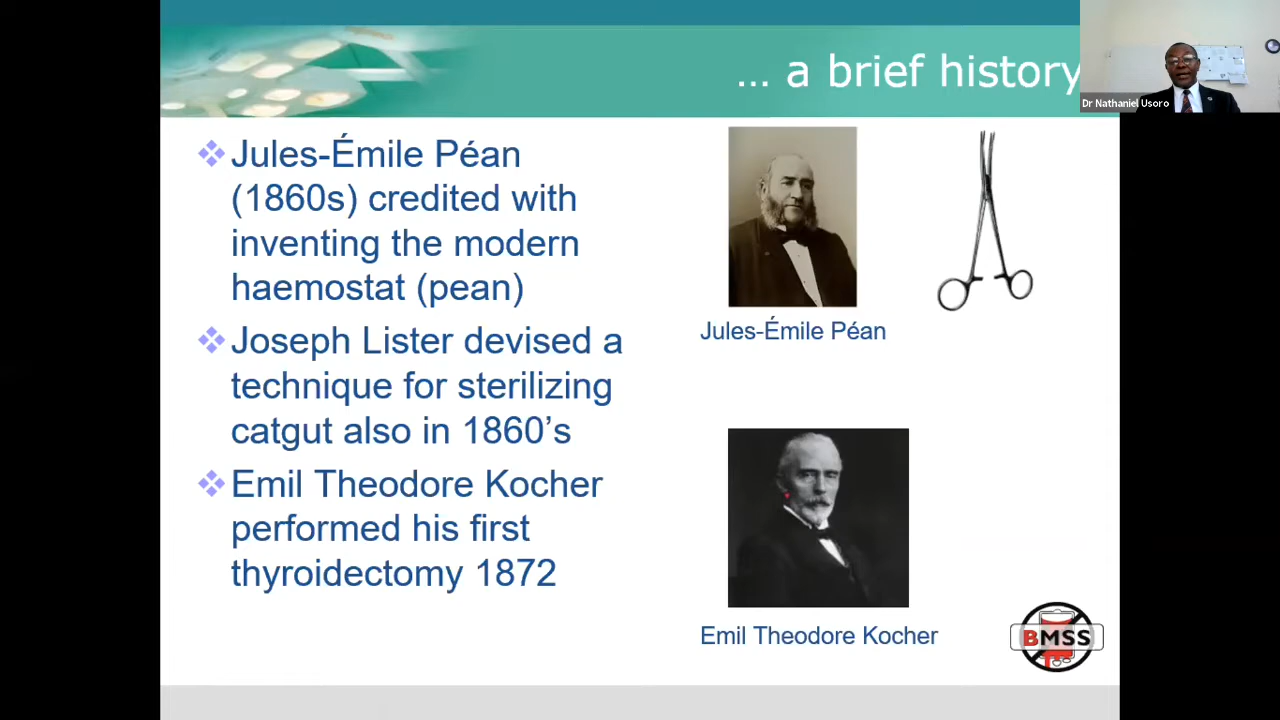 ... a brief history
Dr Nathaniel Usoro
Jules-Émile Péan
(1860s) credited with
inventing the modern
haemostat (pean)
Joseph Lister devised a
technique for sterilizing
catgut also in 1860’s
Emil Theodore Kocher
performed his first
thyroidectomy 1872
Jules-Émile Péan
Emil Theodore Kocher
BMSS